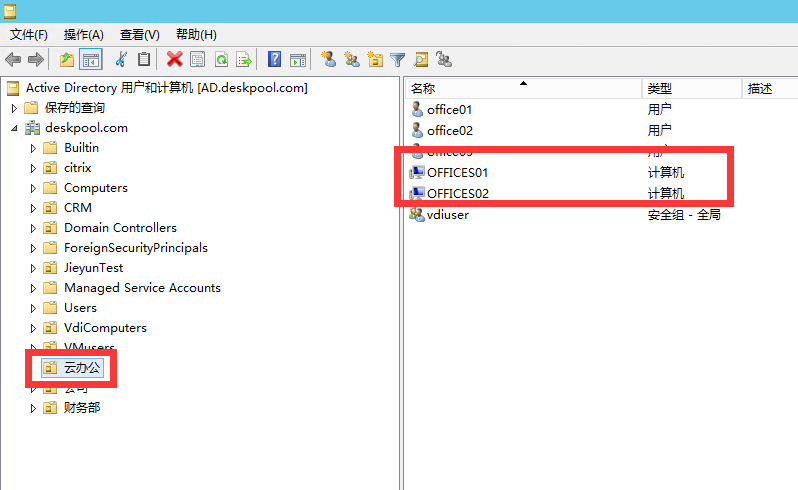 文件(F) 操作(A) 查看(V) 帮助(H)
Active Directory 用户和计算机 [AD.deskpool.com]
保存的查询
deskpool.com
Builtin
citrix
Computers
CRM
Domain Controllers
ForeignSecurityPrincipals
JieyunTest
Managed Service Accounts
Users
VdiComputers
VMusers
云办公
公司
财务部
名称 类型 描述
office01 用户
office02 用户
office03 用户
OFFICES01 计算机
OFFICES02 计算机
vdiuser 安全组 - 全局